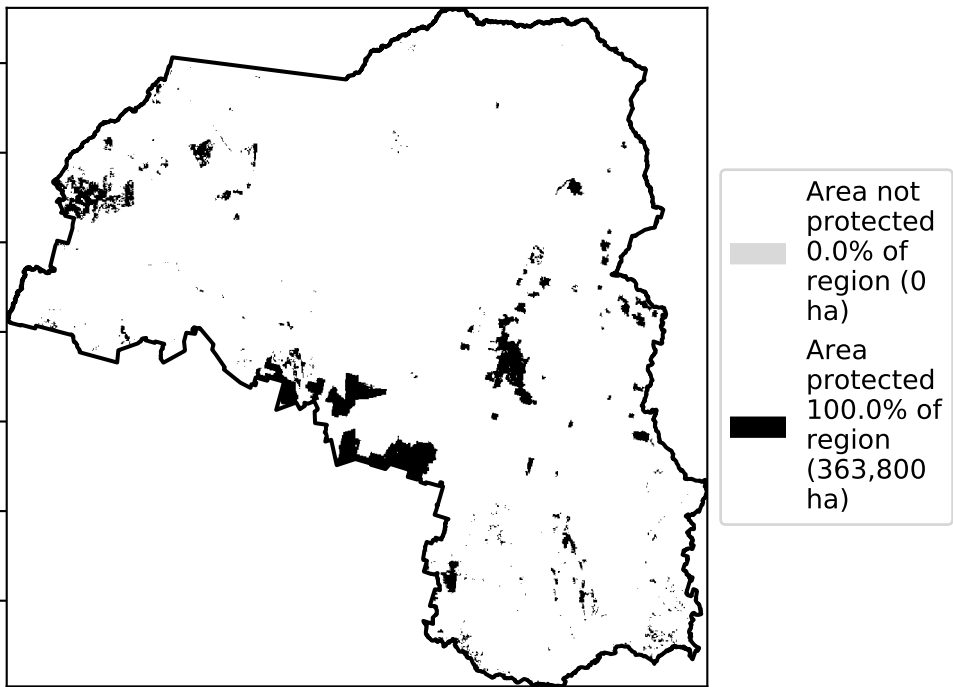 Area not
protected
0.0% of
region (0
ha)
Area
protected
100.0% of
region
(363,800
ha)